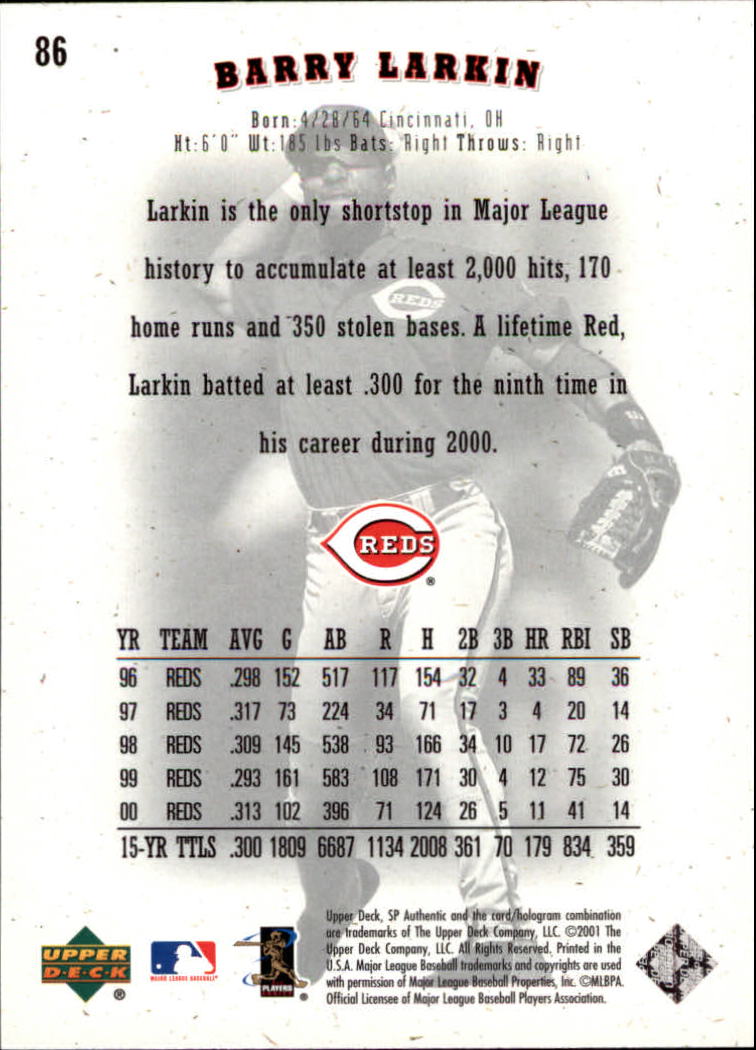 86
BARRY LARKIN
Born:4/28/64 Cincinnati, OH
Ht:6'0" Wt:185 lbs Bats: Right Throws: Right
Larkin is the only shortstop in Major League
history to accumulate at least 2,000 hits, 170
home runs and 350 stolen bases. A lifetime Red,
Larkin batted at least .300 for the ninth time in
his career during 2000.
REDS
REDS ®
YR TEAM AVG G AB R H 2B 3B HR RBI SB
96 REDS .298 152 517 117 154 32 4 33 89 36
97 REDS .317 73 224 34 71 17 3 4 20 14
98 REDS .309 145 538 93 166 34 10 17 72 26
99 REDS .293 161 583 108 171 30 4 12 75 30
00 REDS .313 102 396 71 124 26 5 11 41 14
15-YR TTLS .300 1809 6687 1134 2008 361 70 179 834 359
UPPER
D·E·C·K ®
MAJOR LEAGUE BASEBALL®
PLAYERS
®
Upper Deck, SP Authentic and the card/hologram combination
are trademarks of The Upper Deck Company, LLC. ©2001 The
Upper Deck Company, LLC. All Rights Reserved. Printed in the
U.S.A. Major League Baseball trademarks and copyrights are used
with permission of Major League Baseball Properties, Inc. ©MLBPA.
Official Licensee of Major League Baseball Players Association.